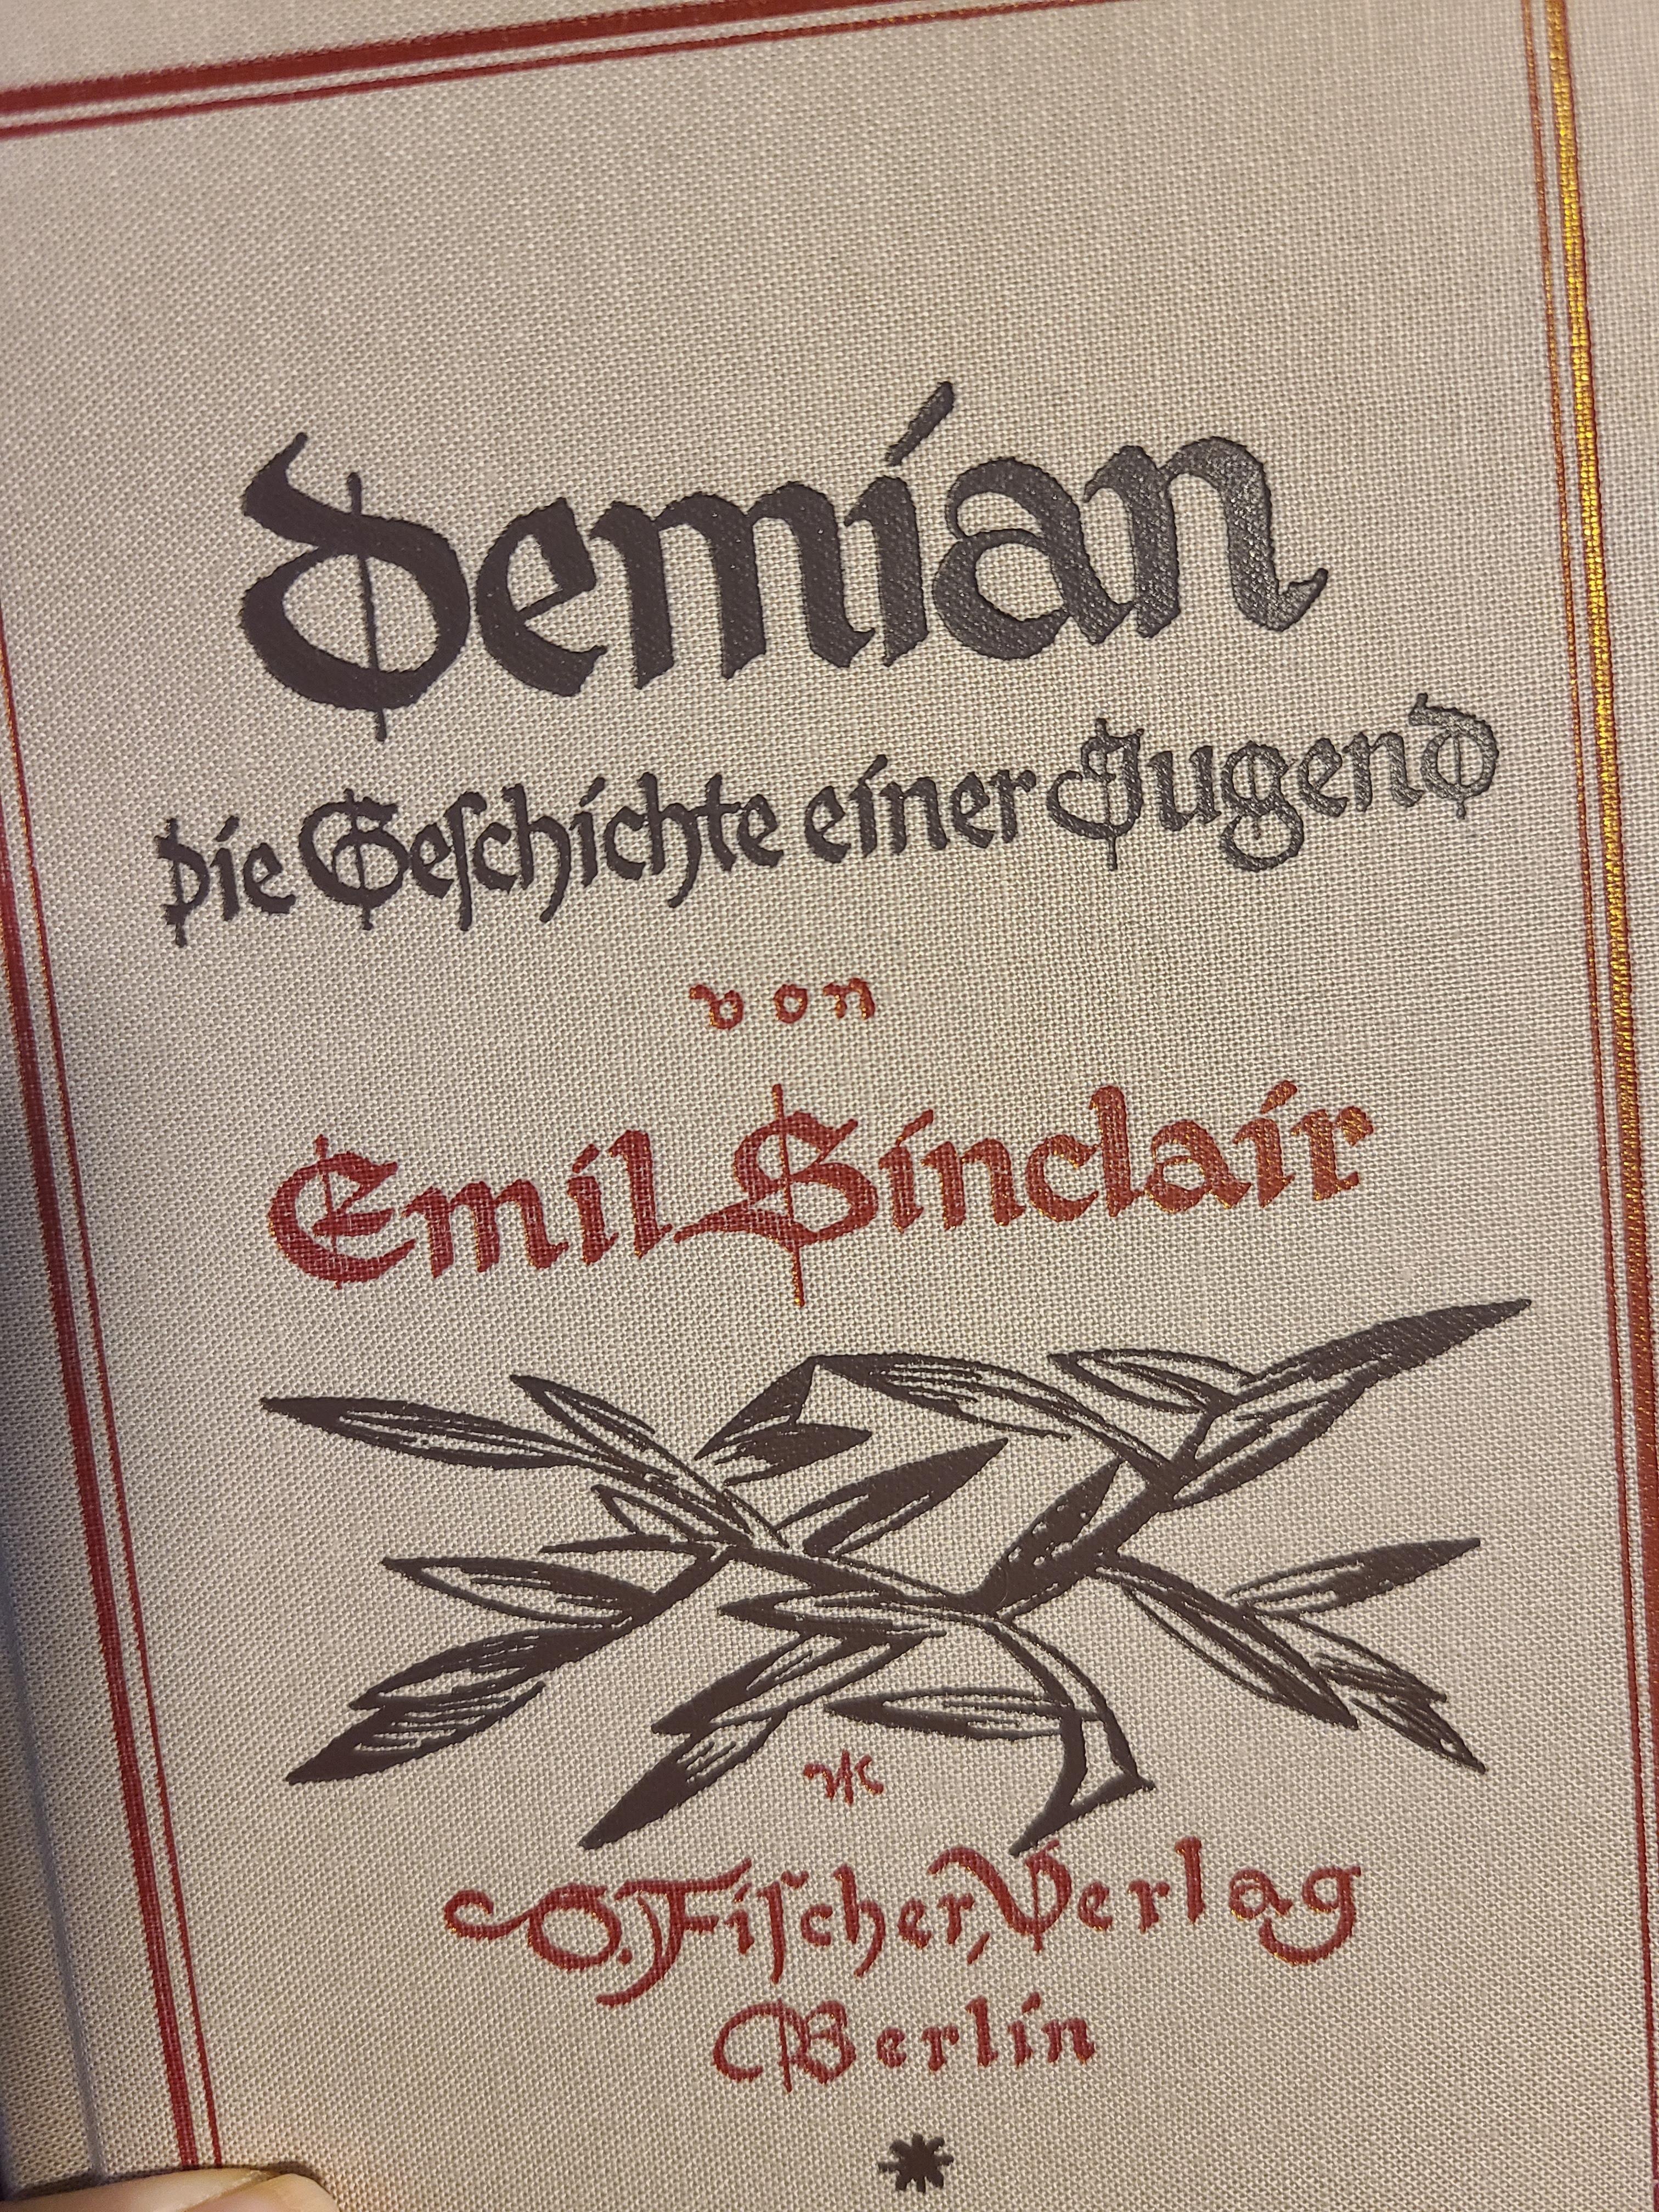 Demian
Die Geſchichte einer Jugend
von
Emil Sinclair
S. Fiſcher, Verlag
Berlin
*